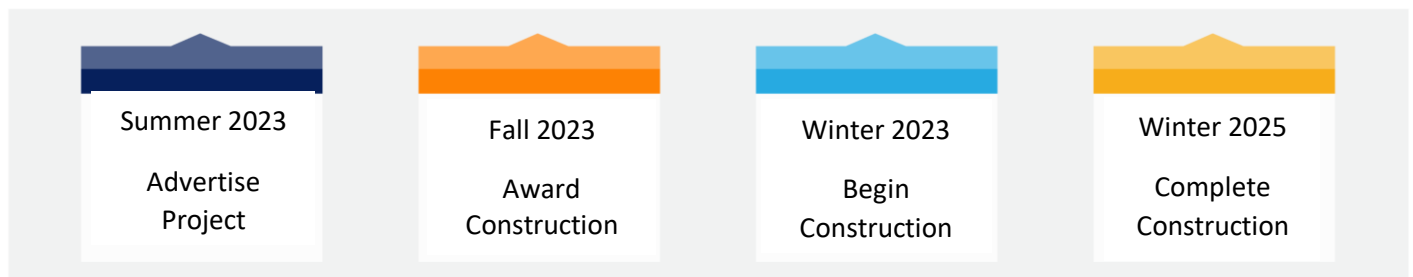 Summer 2023
Advertise
Project
Fall 2023
Award
Construction
Winter 2023
Begin
Construction
Winter 2025
Complete
Construction